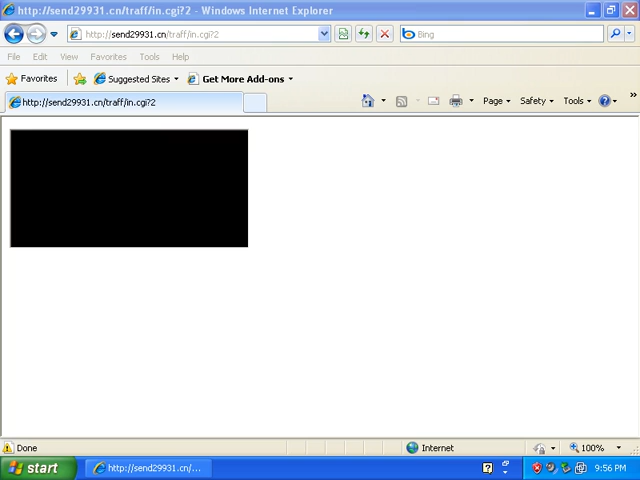 http://send29931.cn/traff/in.cgi?2 - Windows Internet Explorer
http://send29931.cn/traff/in.cgi?2
Bing
File Edit View Favorites Tools Help
Favorites Suggested Sites Get More Add-ons
http://send29931.cn/traff/in.cgi?2
Page Safety Tools
Done Internet 100%
start http://send29931.cn/... 9:56 PM